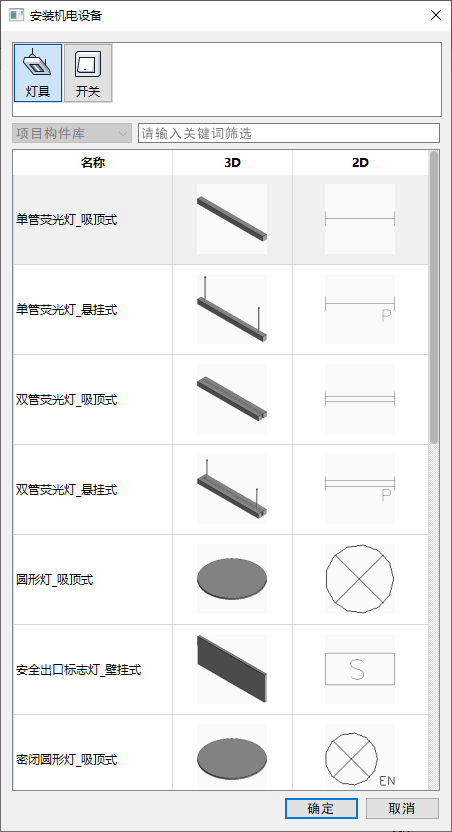 安装机电设备
灯具
开关
项目构件库
请输入关键词筛选
名称 3D 2D
单管荧光灯_吸顶式
单管荧光灯_悬挂式
P
双管荧光灯_吸顶式
双管荧光灯_悬挂式
P
圆形灯_吸顶式
安全出口标志灯_壁挂式
S
密闭圆形灯_吸顶式
EN
确定
取消